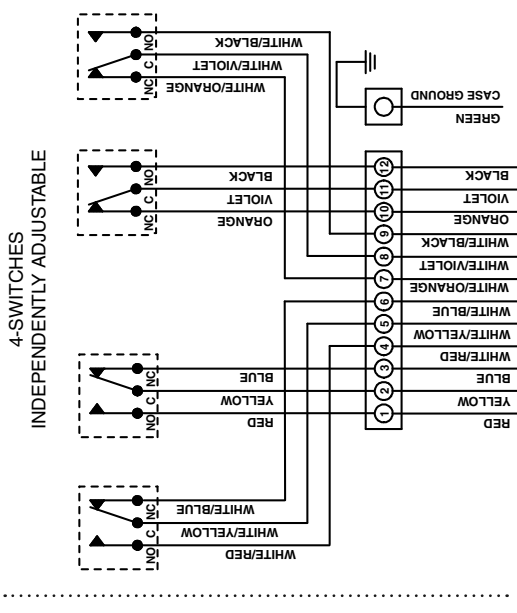 4-SWITCHES
INDEPENDENTLY ADJUSTABLE
NO C NC
WHITE/RED
WHITE/YELLOW
WHITE/BLUE
NO C NC
RED
YELLOW
BLUE
NC C NO
ORANGE
VIOLET
BLACK
NC C NO
WHITE/ORANGE
WHITE/VIOLET
WHITE/BLACK
1
2
3
4
5
6
7
8
9
10
11
12
RED
YELLOW
BLUE
WHITE/RED
WHITE/YELLOW
WHITE/BLUE
WHITE/ORANGE
WHITE/VIOLET
WHITE/BLACK
ORANGE
VIOLET
BLACK
GREEN
CASE GROUND